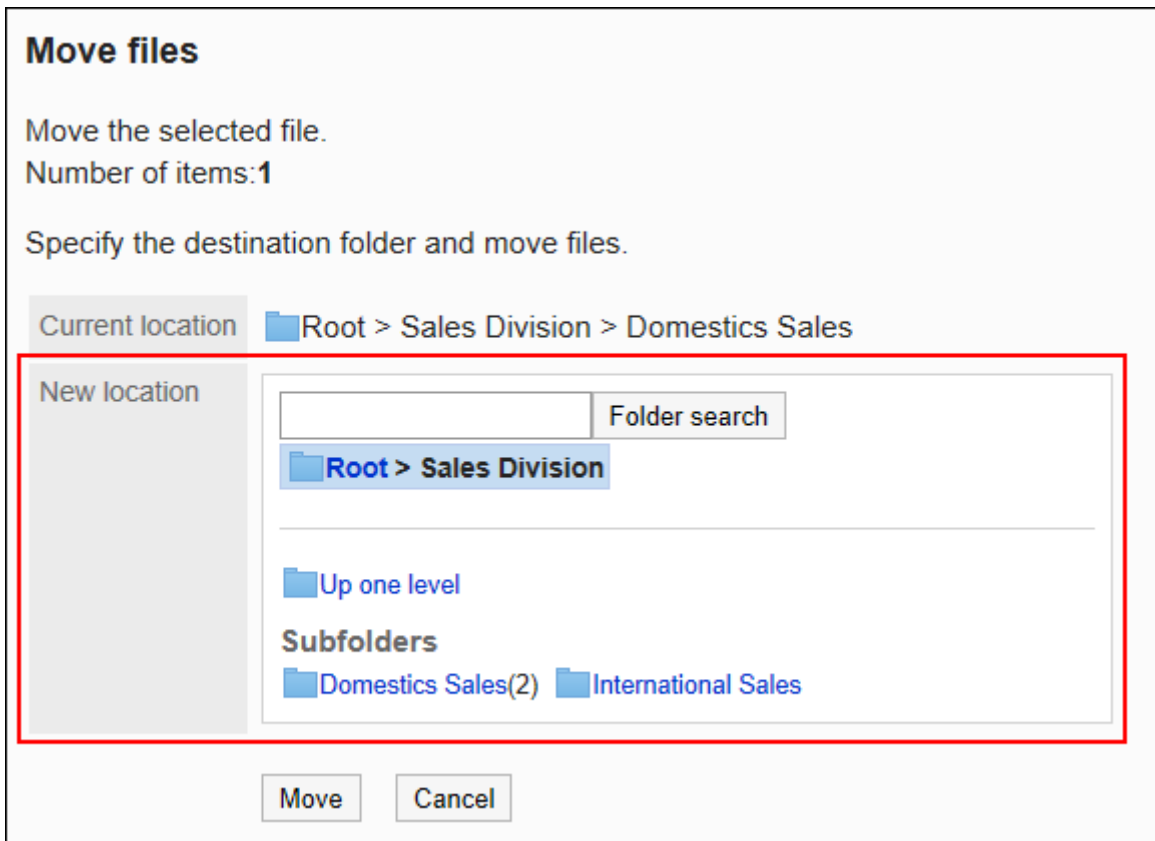 Move files
Move the selected file.
Number of items:1
Specify the destination folder and move files.
Current location Root > Sales Division > Domestics Sales
New location
Folder search
Root > Sales Division
Up one level
Subfolders
Domestics Sales(2) International Sales
Move Cancel